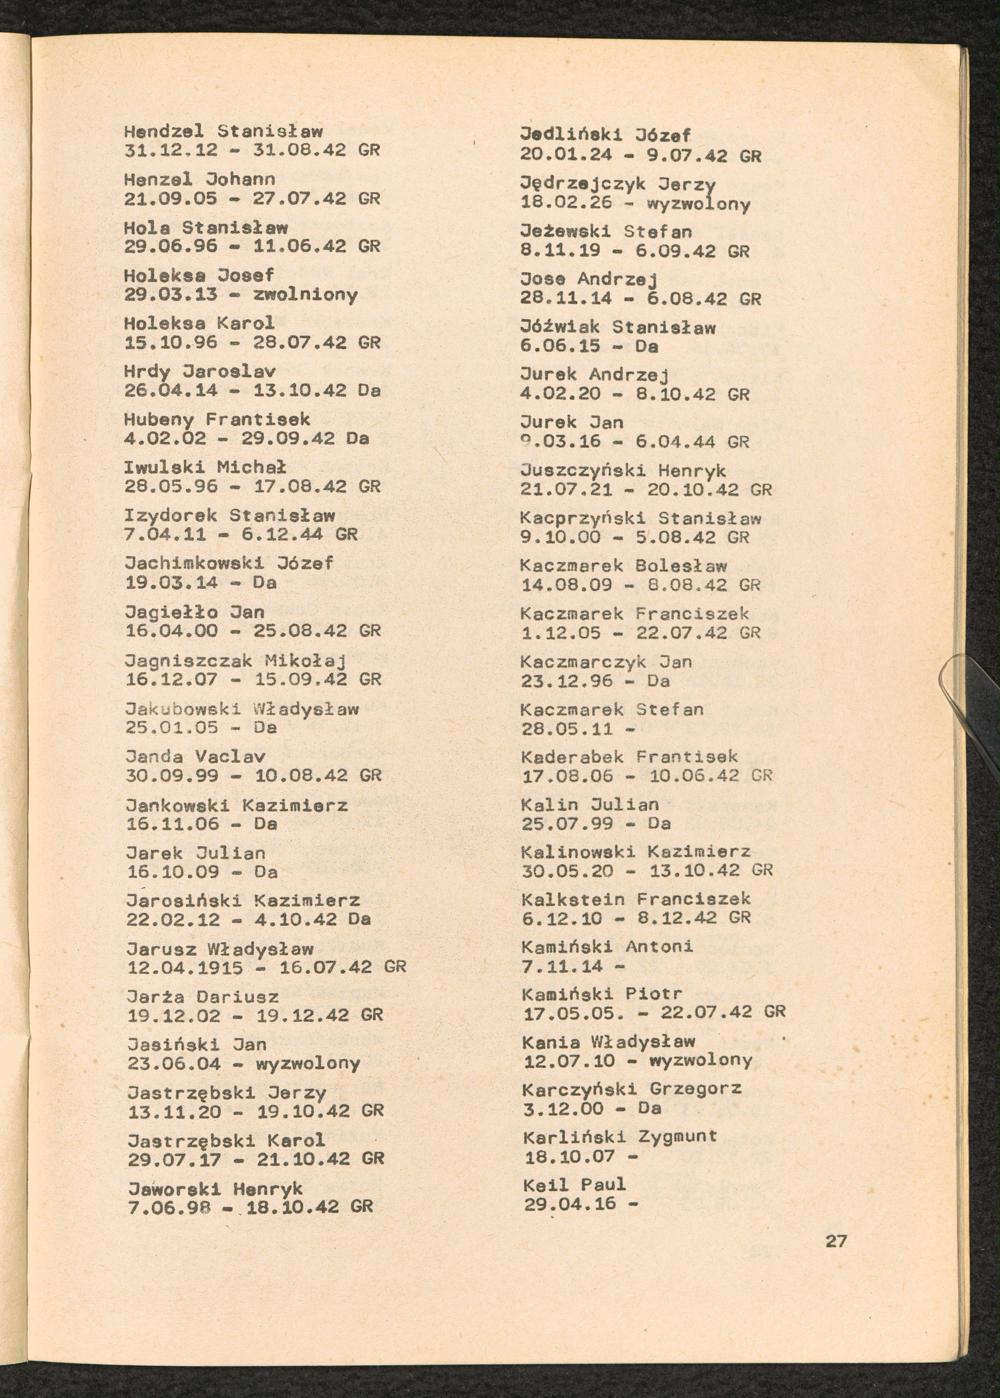 Hendzel Stanisław
31.12.12 - 31.08.42 GR
Henzel Johann
21.09.05 - 27.07.42 GR
Hola Stanisław
29.06.96 - 11.06.42 GR
Holeksa Josef
29.03.13 - zwolniony
Holeksa Karol
15.10.96 - 28.07.42 GR
Hrdy Jaroslav
26.04.14 - 13.10.42 Da
Hubeny Frantisek
4.02.02 - 29.09.42 Da
Iwulski Michał
28.05.96 - 17.08.42 GR
Izydorek Stanisław
7.04.11 - 6.12.44 GR
Jachimkowski Józef
19.03.14 - Da
Jagiełło Jan
16.04.00 - 25.08.42 GR
Jagniszczak Mikołaj
16.12.07 - 15.09.42 GR
Jakubowski Władysław
25.01.05 - Da
Janda Vaclav
30.09.99 - 10.08.42 GR
Jankowski Kazimierz
16.11.06 - Da
Jarek Julian
16.10.09 - Da
Jarosiński Kazimierz
22.02.12 - 4.10.42 Da
Jarusz Władysław
12.04.1915 - 16.07.42 GR
Jarża Dariusz
19.12.02 - 19.12.42 GR
Jasiński Jan
23.06.04 - wyzwolony
Jastrzębski Jerzy
13.11.20 - 19.10.42 GR
Jastrzębski Karol
29.07.17 - 21.10.42 GR
Jaworski Henryk
7.06.98 - 18.10.42 GR
Jedliński Józef
20.01.24 - 9.07.42 GR
Jędrzejczyk Jerzy
18.02.26 - wyzwolony
Jeżewski Stefan
8.11.19 - 6.09.42 GR
Jose Andrzej
28.11.14 - 6.08.42 GR
Jóźwiak Stanisław
6.06.15 - Da
Jurek Andrzej
4.02.20 - 8.10.42 GR
Jurek Jan
9.03.16 - 6.04.44 GR
Juszczyński Henryk
21.07.21 - 20.10.42 GR
Kacprzyński Stanisław
9.10.00 - 5.08.42 GR
Kaczmarek Bolesław
14.08.09 - 8.08.42 GR
Kaczmarek Franciszek
1.12.05 - 22.07.42 GR
Kaczmarczyk Jan
23.12.96 - Da
Kaczmarek Stefan
28.05.11 -
Kaderabek Frantisek
17.08.06 - 10.06.42 GR
Kalin Julian
25.07.99 - Da
Kalinowski Kazimierz
30.05.20 - 13.10.42 GR
Kalkstein Franciszek
6.12.10 - 8.12.42 GR
Kamiński Antoni
7.11.14 -
Kamiński Piotr
17.05.05. - 22.07.42 GR
Kania Władysław
12.07.10 - wyzwolony
Karczyński Grzegorz
3.12.00 - Da
Karliński Zygmunt
18.10.07 -
Keil Paul
29.04.16 -
27